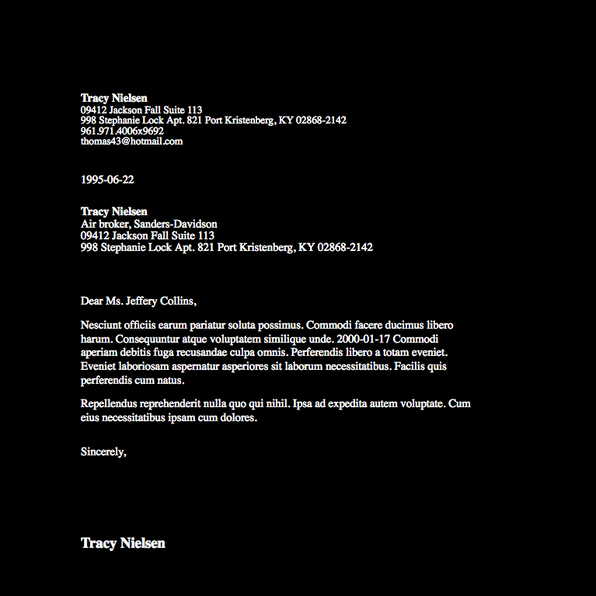 Tracy Nielsen
09412 Jackson Fall Suite 113
998 Stephanie Lock Apt. 821 Port Kristenberg, KY 02868-2142
961.971.4006x9692
thomas43@hotmail.com
1995-06-22
Tracy Nielsen
Air broker, Sanders-Davidson
09412 Jackson Fall Suite 113
998 Stephanie Lock Apt. 821 Port Kristenberg, KY 02868-2142
Dear Ms. Jeffery Collins,
Nesciunt officiis earum pariatur soluta possimus. Commodi facere ducimus libero
harum. Consequuntur atque voluptatem similique unde. 2000-01-17 Commodi
aperiam debitis fuga recusandae culpa omnis. Perferendis libero a totam eveniet.
Eveniet laboriosam aspernatur asperiores sit laborum necessitatibus. Facilis quis
perferendis cum natus.
Repellendus reprehenderit nulla quo qui nihil. Ipsa ad expedita autem voluptate. Cum
eius necessitatibus ipsam cum dolores.
Sincerely,
Tracy Nielsen